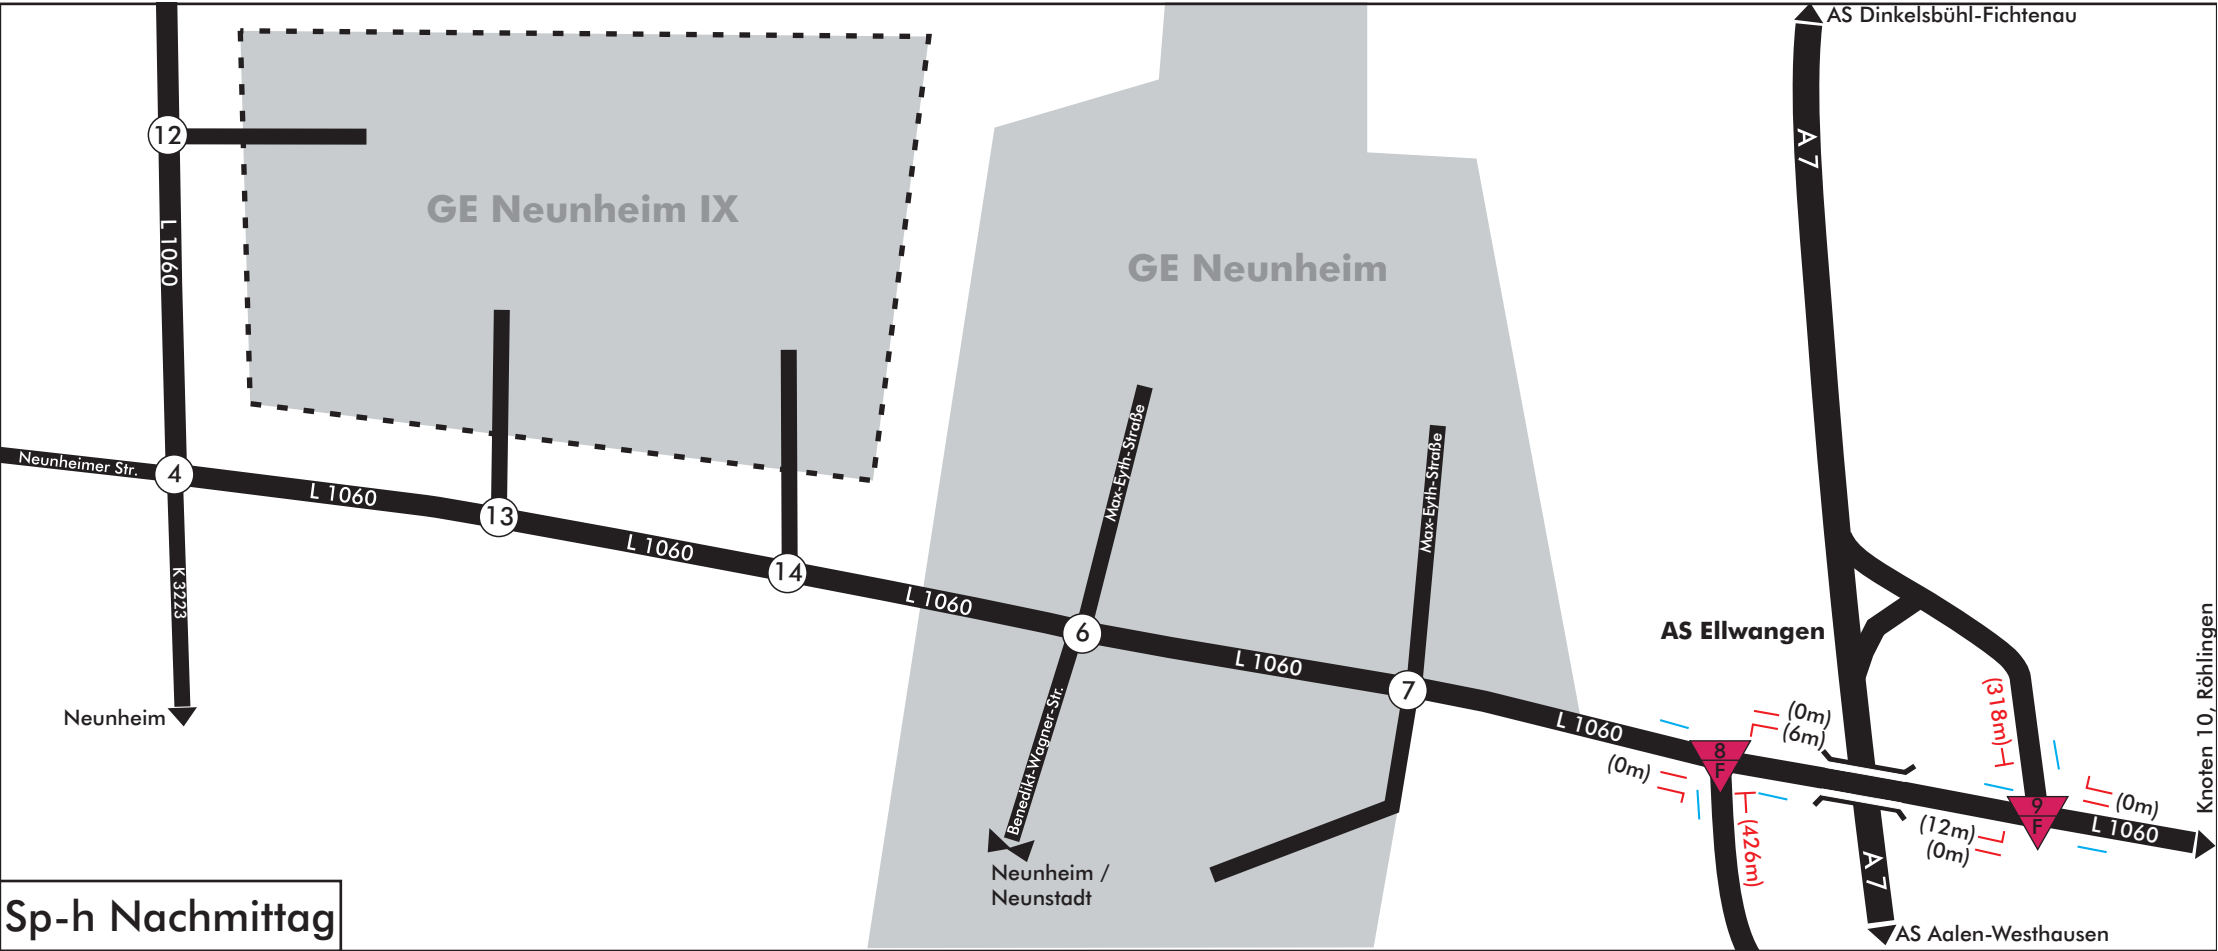 AS Dinkelsbühl-Fichtenau
A 7
12
L 1060
GE Neunheim IX
GE Neunheim
Neunheimer Str.
4
L 1060
13
L 1060
14
L 1060
Max-Eyth-Straße
Max-Eyth-Straße
6
L 1060
7
L 1060
K 3223
Neunheim
Benedikt-Wagner-Str.
Neunheim /
Neunstadt
AS Ellwangen
(0m)
(6m)
(0m)
8
F
(426m)
(318m)
(12m)
(0m)
9
F
(0m)
L 1060
Knoten 10, Röhlingen
A 7
AS Aalen-Westhausen
Sp-h Nachmittag